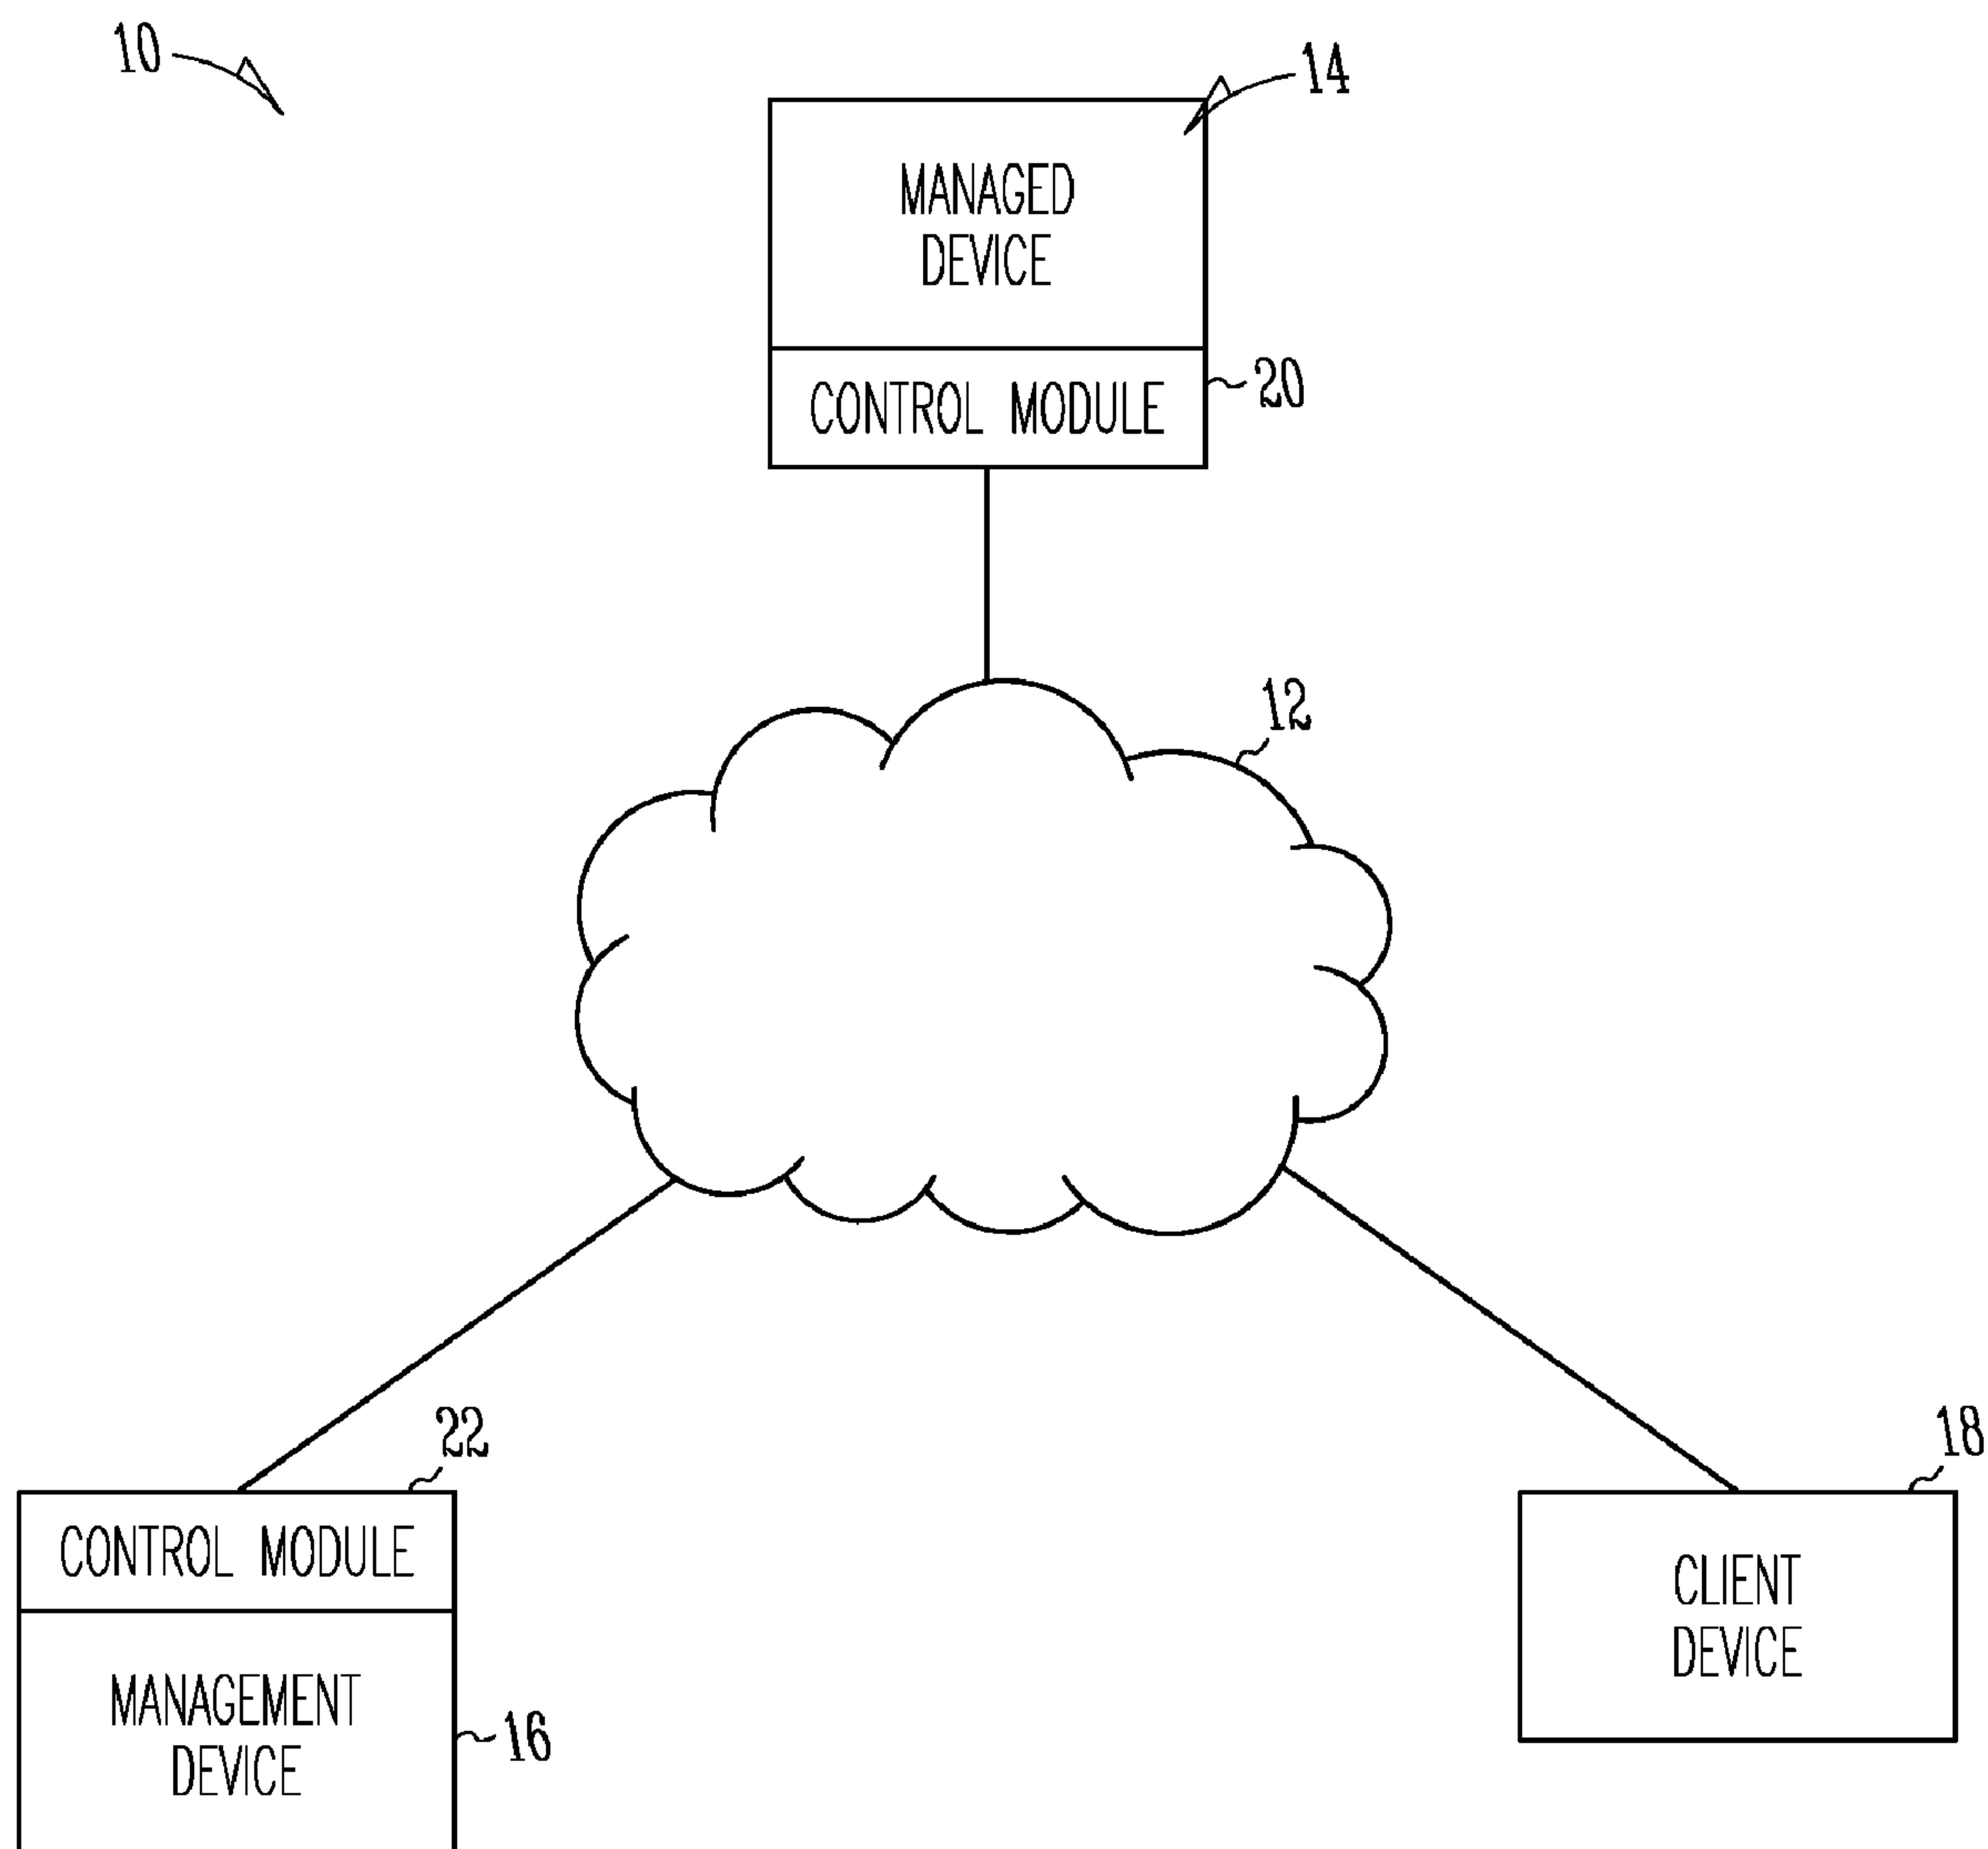 10
14
MANAGED
DEVICE
CONTROL MODULE
20
12
22
CONTROL MODULE
MANAGEMENT
DEVICE
16
18
CLIENT
DEVICE